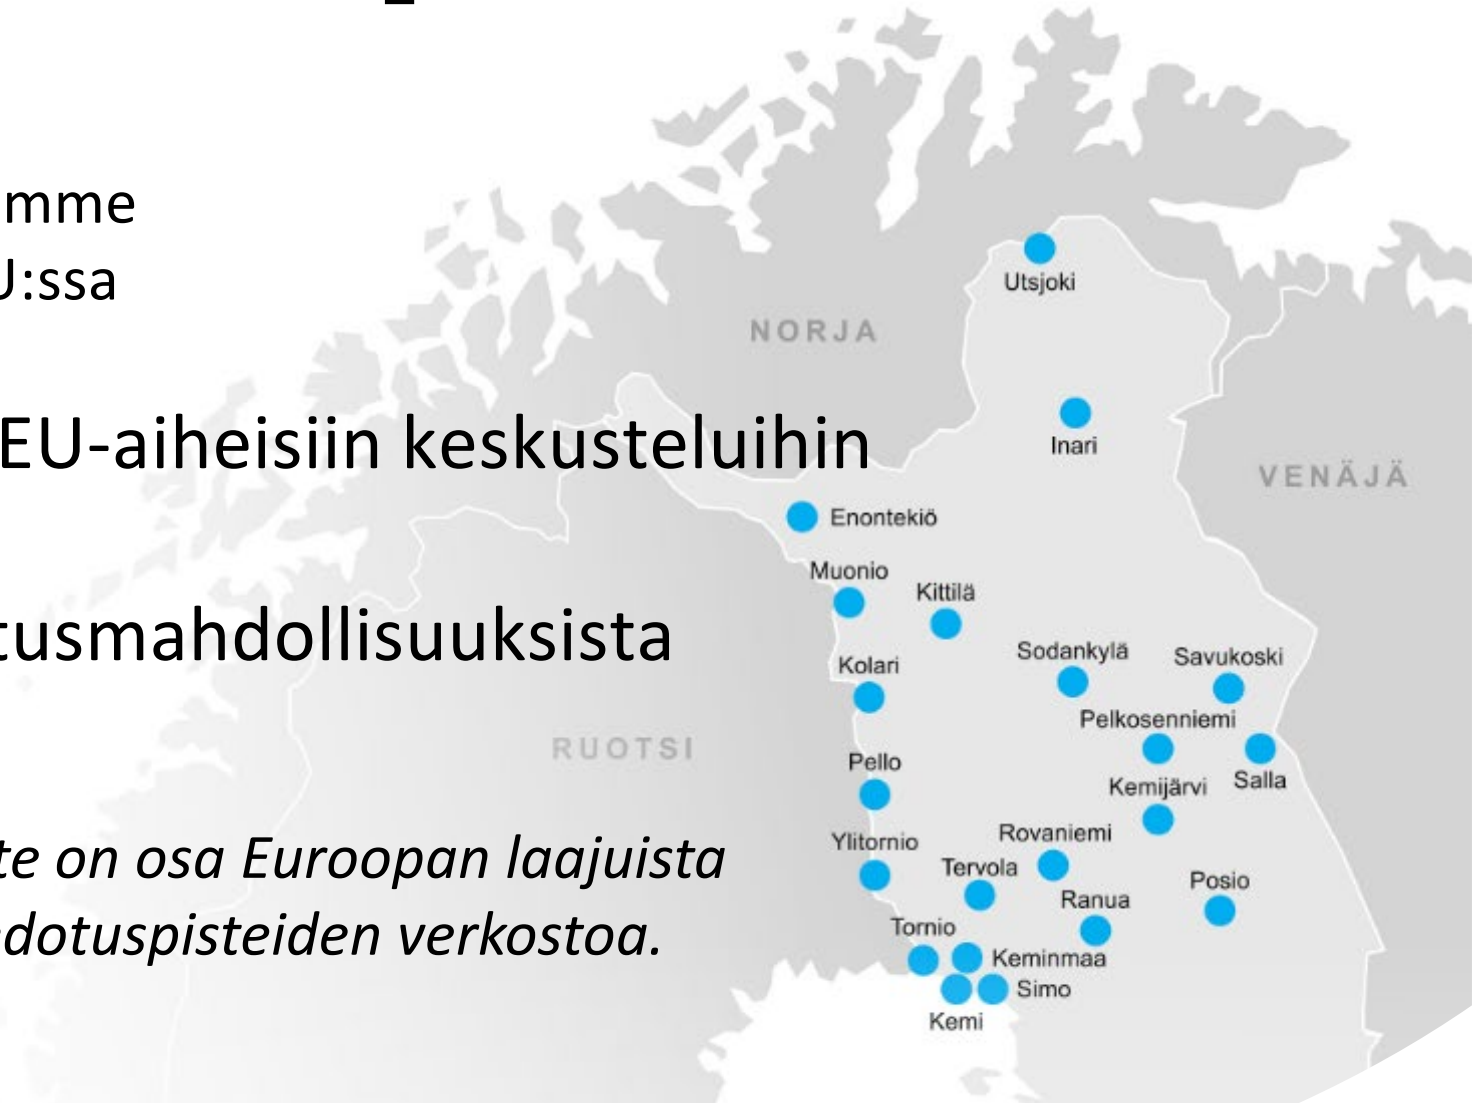 mme
:ssa
EU-aiheisiin keskusteluihin
tusmahdollisuuksista
te on osa Euroopan laajuista
dotuspisteiden verkostoa.
NORJA
VENÄJÄ
RUOTSI
Utsjoki
Inari
Enontekiö
Muonio
Kittilä
Kolari
Sodankylä
Savukoski
Pelkosenniemi
Pello
Kemijärvi
Salla
Ylitornio
Rovaniemi
Tervola
Ranua
Posio
Tornio
Keminmaa
Simo
Kemi